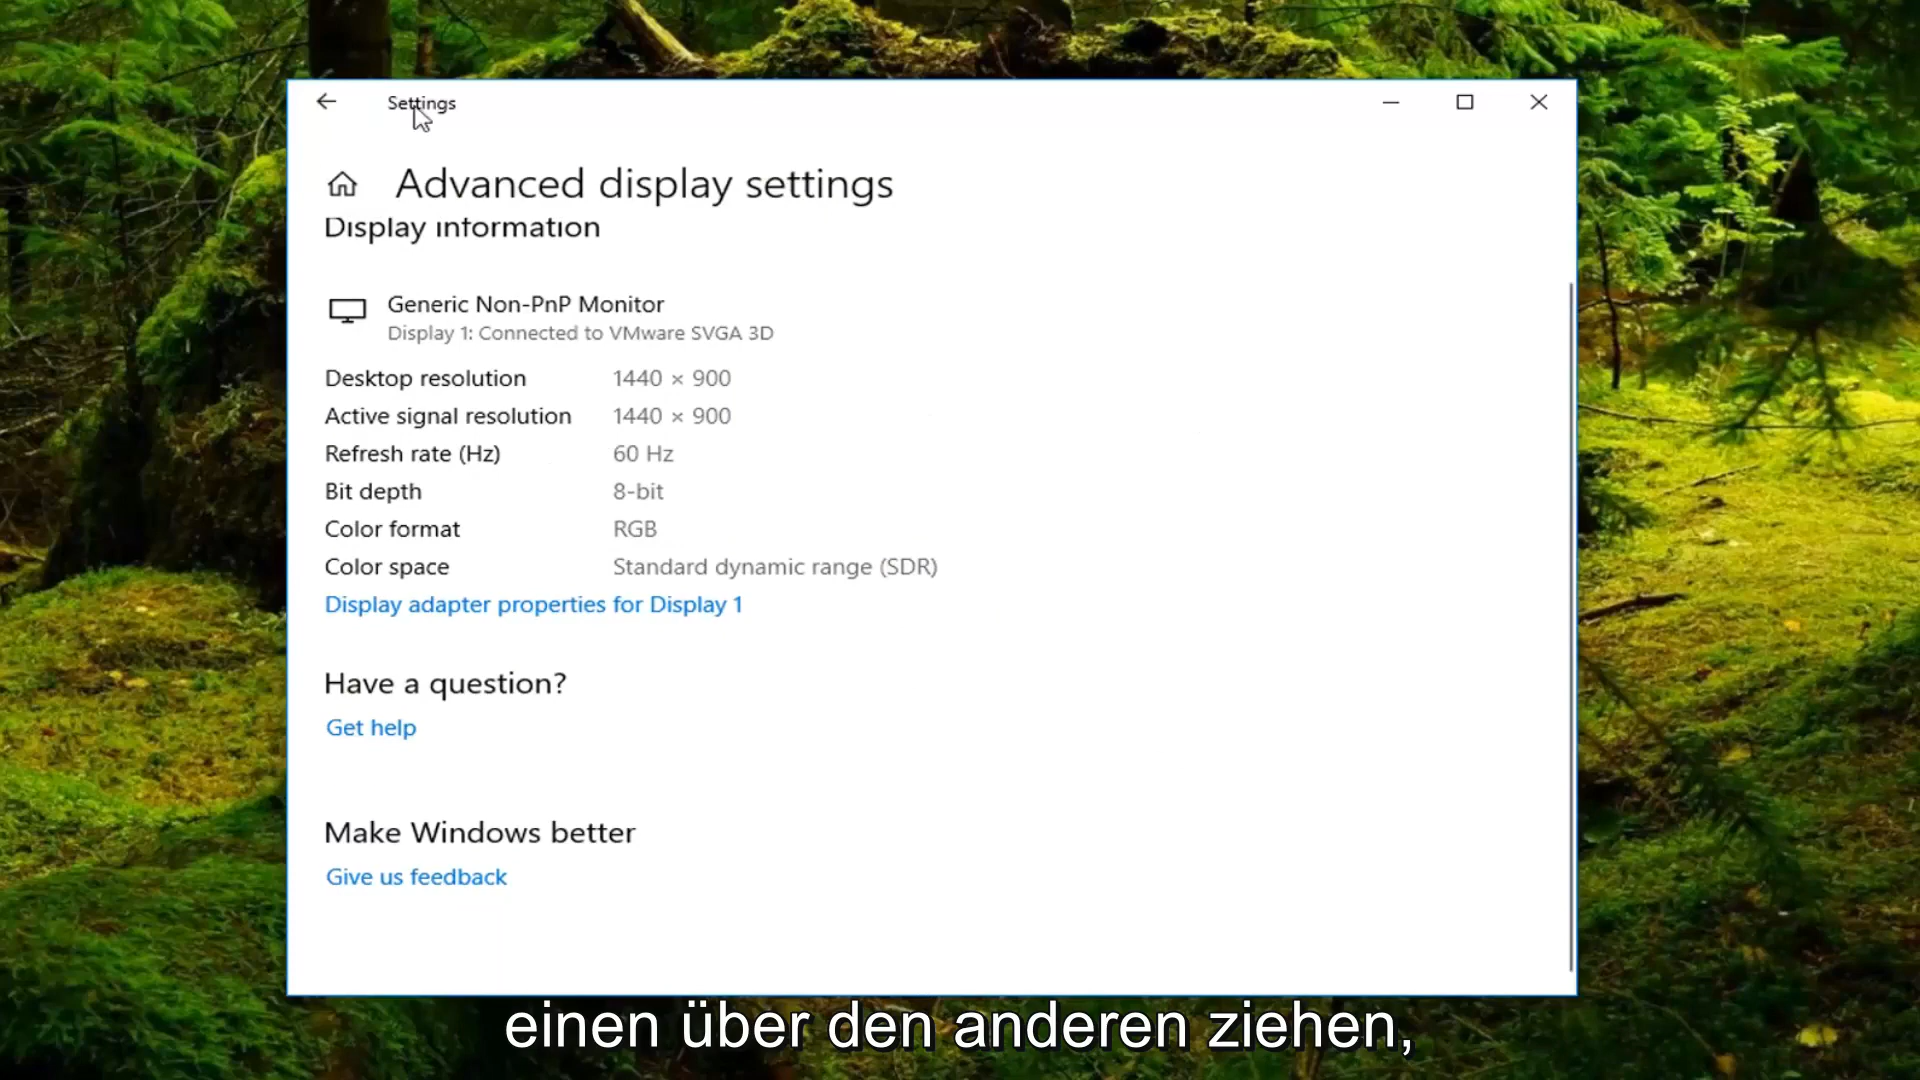 Settings
Advanced display settings
Display information
Generic Non-PnP Monitor
Display 1: Connected to VMware SVGA 3D
Desktop resolution 1440 × 900
Active signal resolution 1440 × 900
Refresh rate (Hz) 60 Hz
Bit depth 8-bit
Color format RGB
Color space Standard dynamic range (SDR)
Display adapter properties for Display 1
Have a question?
Get help
Make Windows better
Give us feedback
einen über den anderen ziehen,